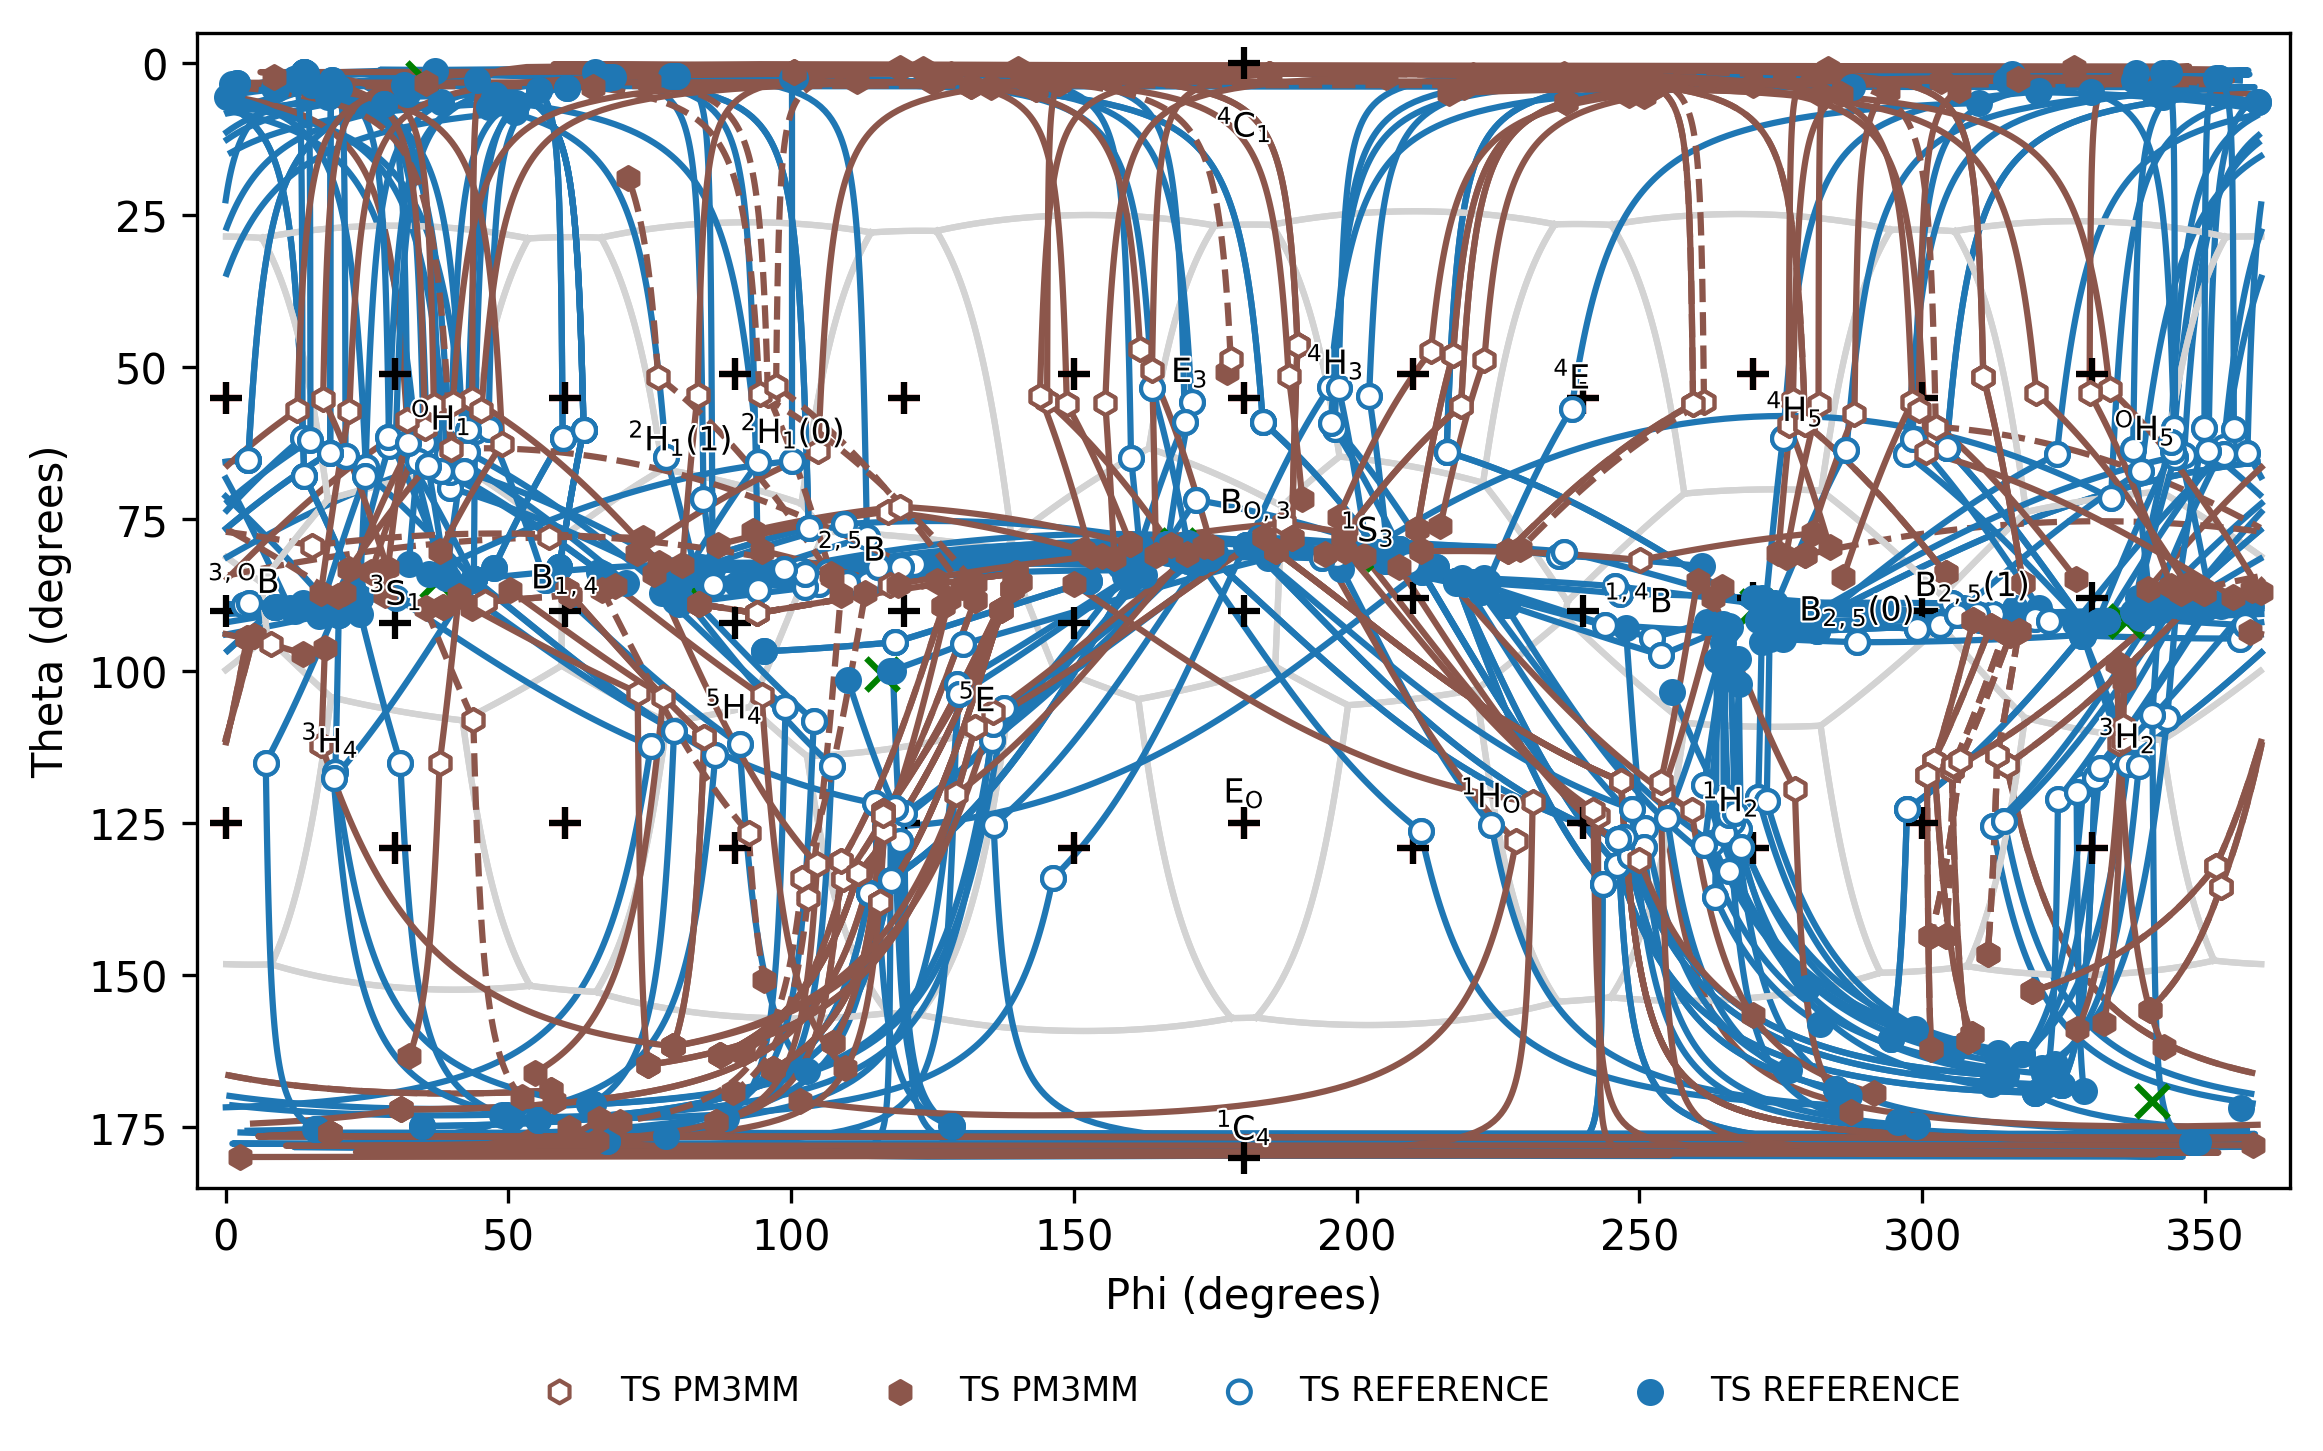 0
25
50
75
100
125
150
175
Theta (degrees)
⁴C₁
E₃
⁴H₃
⁴E
⁴H₅
ᴼH₁
²H₁(1)
²H₁(0)
ᴼH₅
B_O,3
¹S₃
²,⁵B
³,ᴼB
³S₁
B₁,₄
¹,⁴B
B₂,₅(0)
B₂,₅(1)
⁵H₄
⁵E
³H₄
³H₂
E_O
¹H_O
¹H₂
¹C₄
0 50 100 150 200 250 300 350
Phi (degrees)
TS PM3MM TS PM3MM TS REFERENCE TS REFERENCE